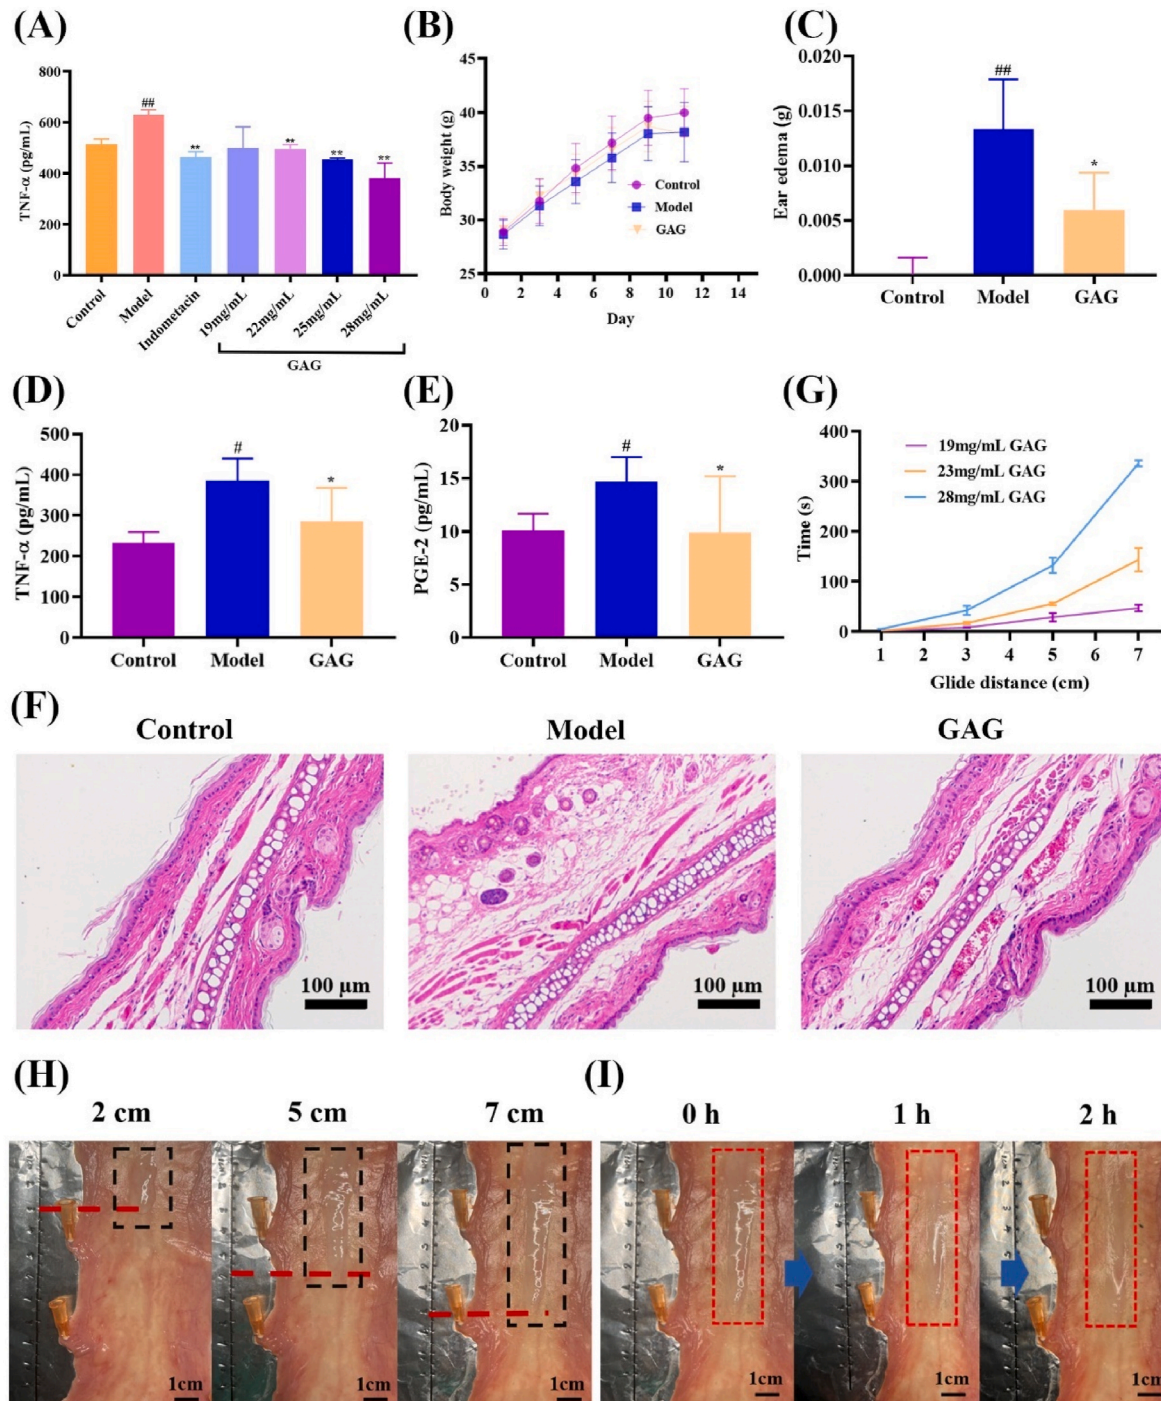 (A)
800
600
400
200
0
TNF-α (pg/mL)
##
**
**
**
**
Control
Model
Indometacin
19mg/mL
22mg/mL
25mg/mL
28mg/mL
GAG
(B)
45
40
35
30
25
Body weight (g)
Control
Model
GAG
0 2 4 6 8 10 12 14
Day
(C)
0.020
0.015
0.010
0.005
0.000
Ear edema (g)
##
*
Control Model GAG
(D)
500
400
300
200
100
0
TNF-α (pg/mL)
#
*
Control Model GAG
(E)
20
15
10
5
0
PGE-2 (pg/mL)
#
*
Control Model GAG
(G)
400
300
200
100
0
Time (s)
19mg/mL GAG
23mg/mL GAG
28mg/mL GAG
1 2 3 4 5 6 7
Glide distance (cm)
(F)
Control Model GAG
100 μm 100 μm 100 μm
(H)
2 cm 5 cm 7 cm
1cm 1cm 1cm
(I)
0 h 1 h 2 h
1cm 1cm 1cm